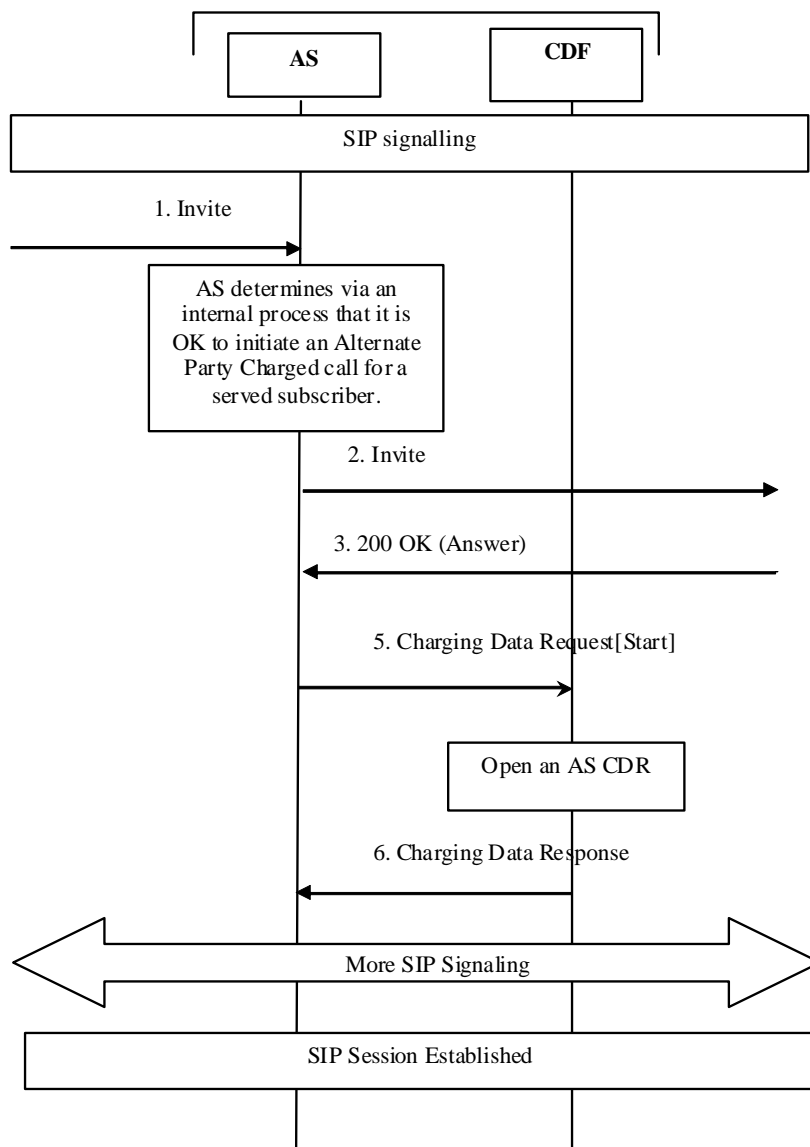 AS
CDF
SIP signalling
1. Invite
AS determines via an
internal process that it is
OK to initiate an Alternate
Party Charged call for a
served subscriber.
2. Invite
3. 200 OK (Answer)
5. Charging Data Request[Start]
Open an AS CDR
6. Charging Data Response
More SIP Signaling
SIP Session Established